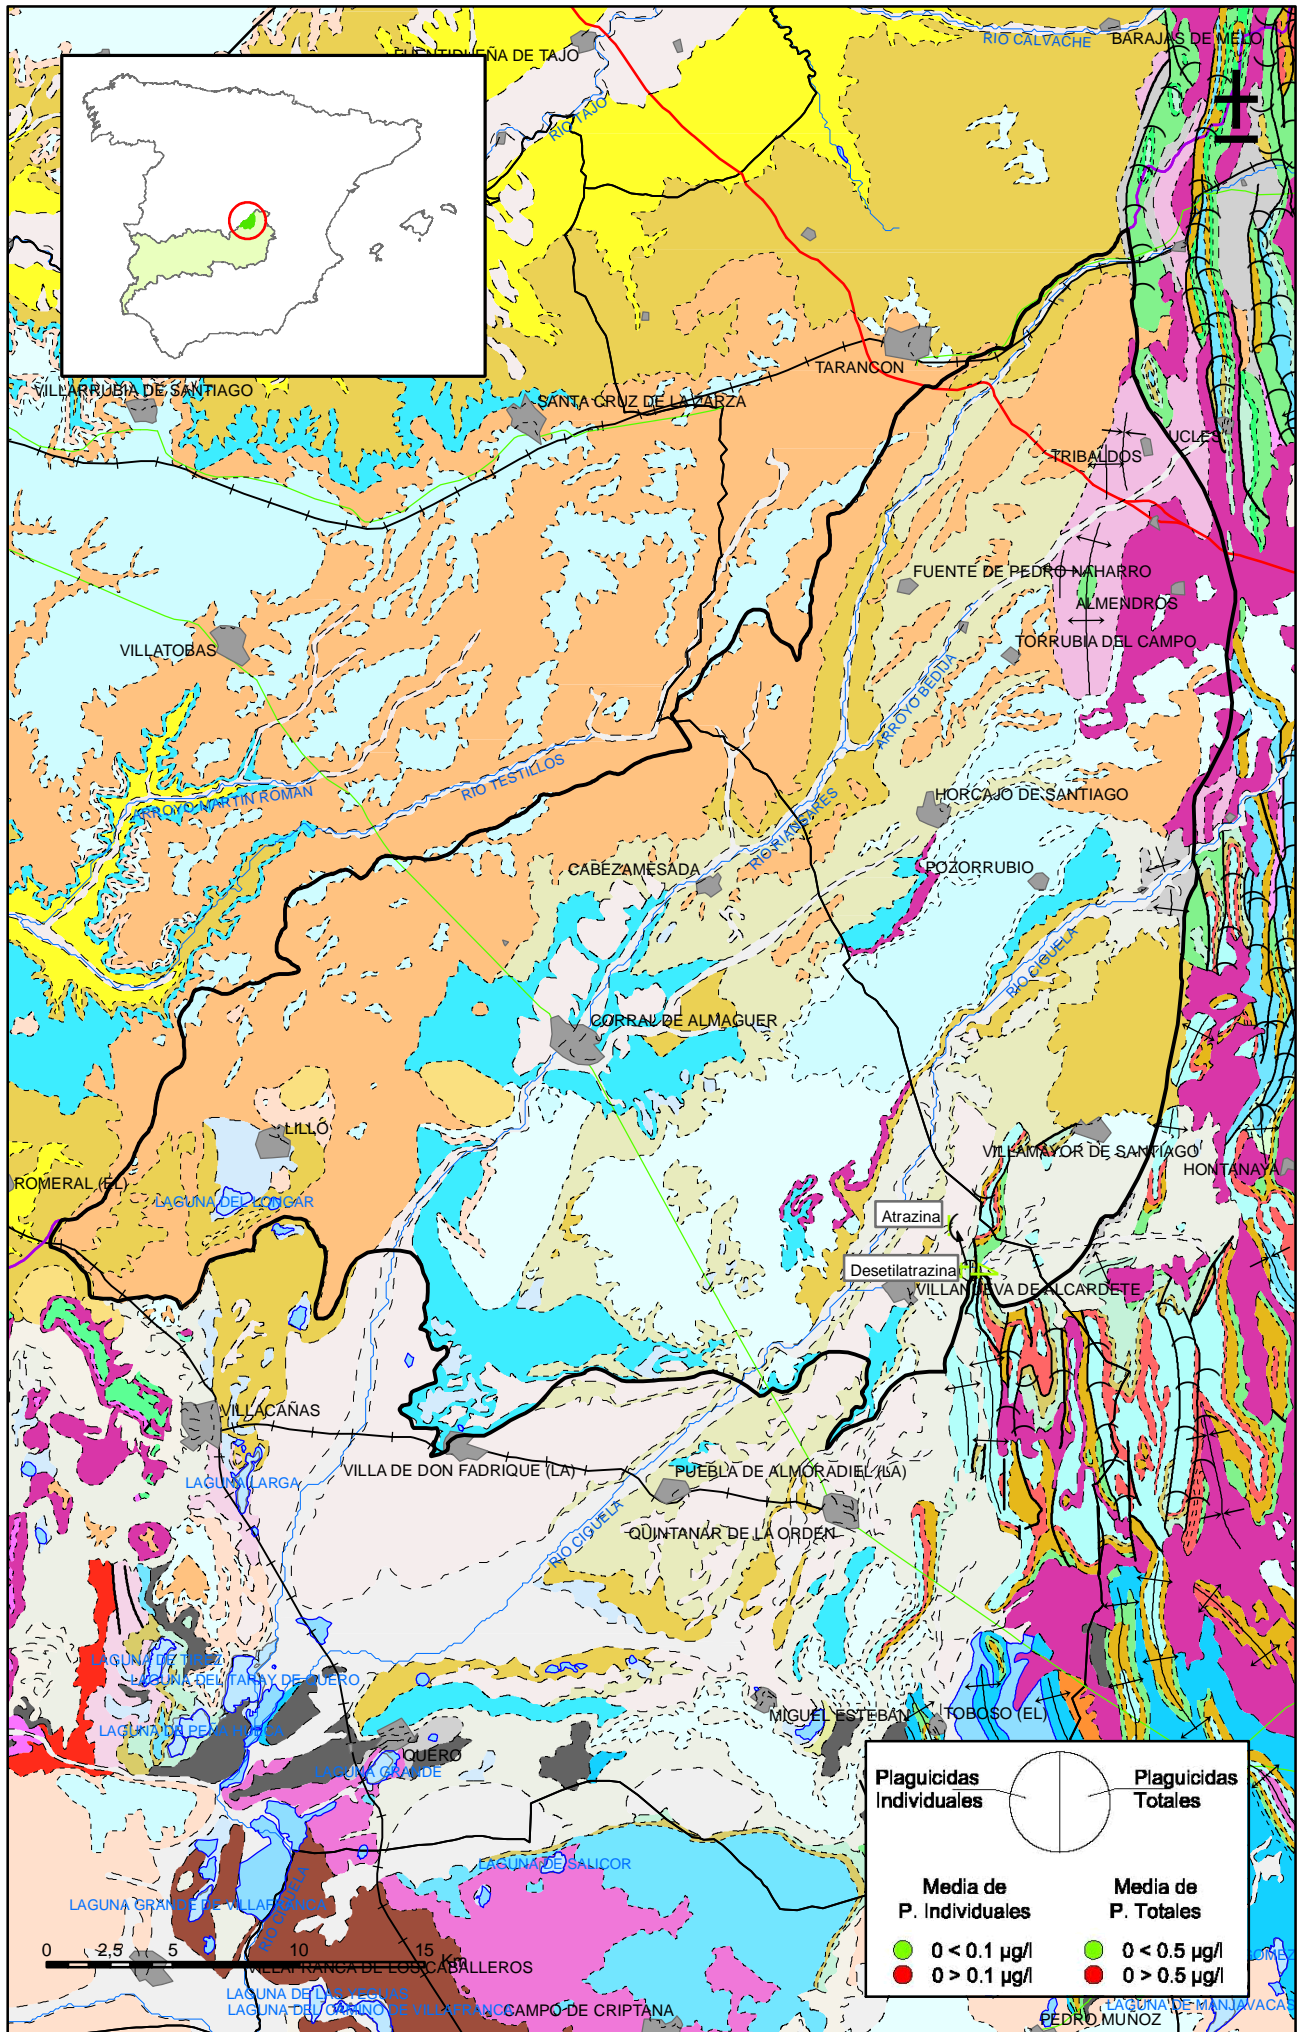 RIO CALVACHE
BARAJAS DE MELO
FUENTIDUEÑA DE TAJO
RIO TAJO
TARANCON
VILLARRUBIA DE SANTIAGO
SANTA CRUZ DE LA ZARZA
UCLES
TRIBALDOS
FUENTE DE PEDRO NAHARRO
ALMENDROS
TORRUBIA DEL CAMPO
VILLATOBAS
ARROYO BEDIJA
RIO TESTILLOS
ARROYO MARTIN ROMAN
HORCAJO DE SANTIAGO
RIO RIANSARES
CABEZAMESADA
POZORRUBIO
RIO CIGUELA
CORRAL DE ALMAGUER
LILLO
VILLAMAYOR DE SANTIAGO
HONTANAYA
ROMERAL (EL)
LAGUNA DEL LONGAR
Atrazina
Desetilatrazina
VILLANUEVA DE ALCARDETE
VILLACAÑAS
VILLA DE DON FADRIQUE (LA)
PUEBLA DE ALMORADIEL (LA)
LAGUNA LARGA
RIO CIGUELA
QUINTANAR DE LA ORDEN
LAGUNA DE TIREZ
LAGUNA DEL TARAY DE QUERO
LAGUNA DE PEÑA HUECA
MIGUEL ESTEBAN
TOBOSO (EL)
QUERO
LAGUNA GRANDE
Plaguicidas
Individuales
Plaguicidas
Totales
LAGUNA DE SALICOR
Media de
P. Individuales
Media de
P. Totales
LAGUNA GRANDE DE VILLAFRANCA
RIO CIGUELA
0 < 0.1 µg/l
0 < 0.5 µg/l
0 > 0.1 µg/l
0 > 0.5 µg/l
0 2,5 5 10 15
Km
VILLAFRANCA DE LOS CABALLEROS
LAGUNA DE LAS YEGUAS
LAGUNA DEL CAMINO DE VILLAFRANCA
CAMPO DE CRIPTANA
LAGUNA DE MANJAVACAS
PEDRO MUÑOZ